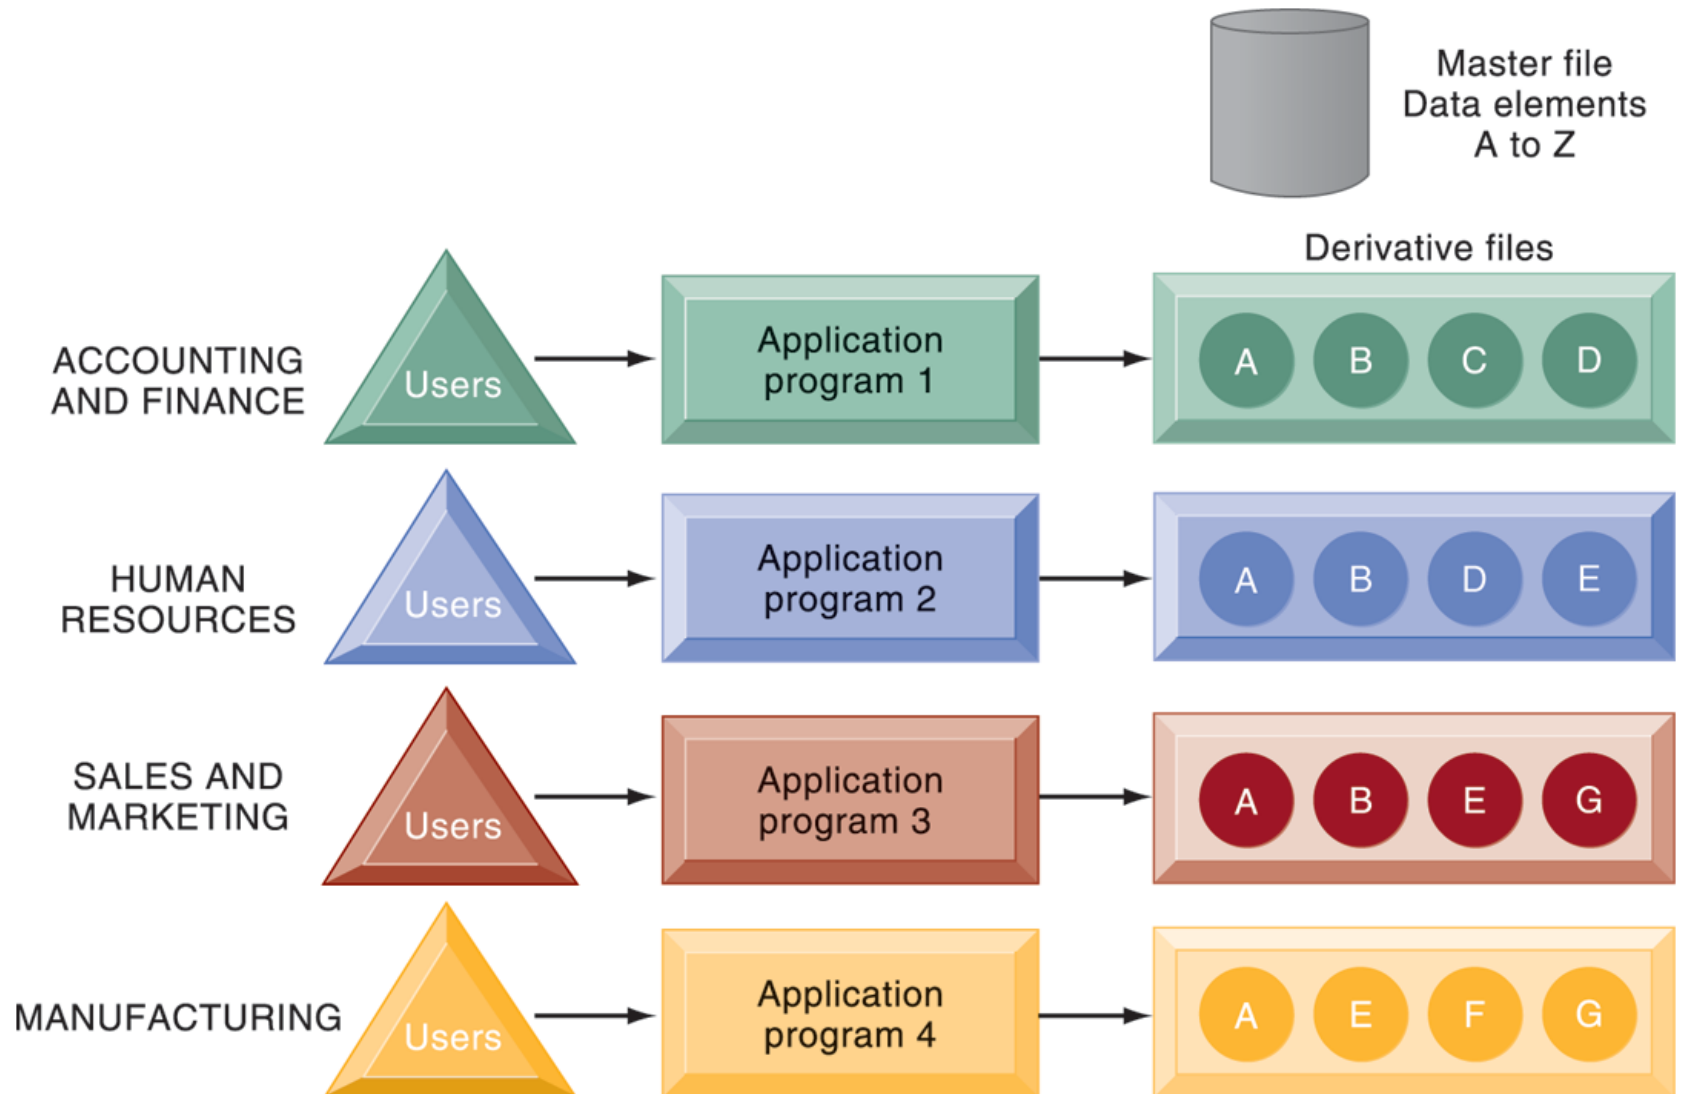 Master file
Data elements
A to Z
Derivative files
ACCOUNTING
AND FINANCE
Users
Application
program 1
A B C D
HUMAN
RESOURCES
Users
Application
program 2
A B D E
SALES AND
MARKETING
Users
Application
program 3
A B E G
MANUFACTURING
Users
Application
program 4
A E F G